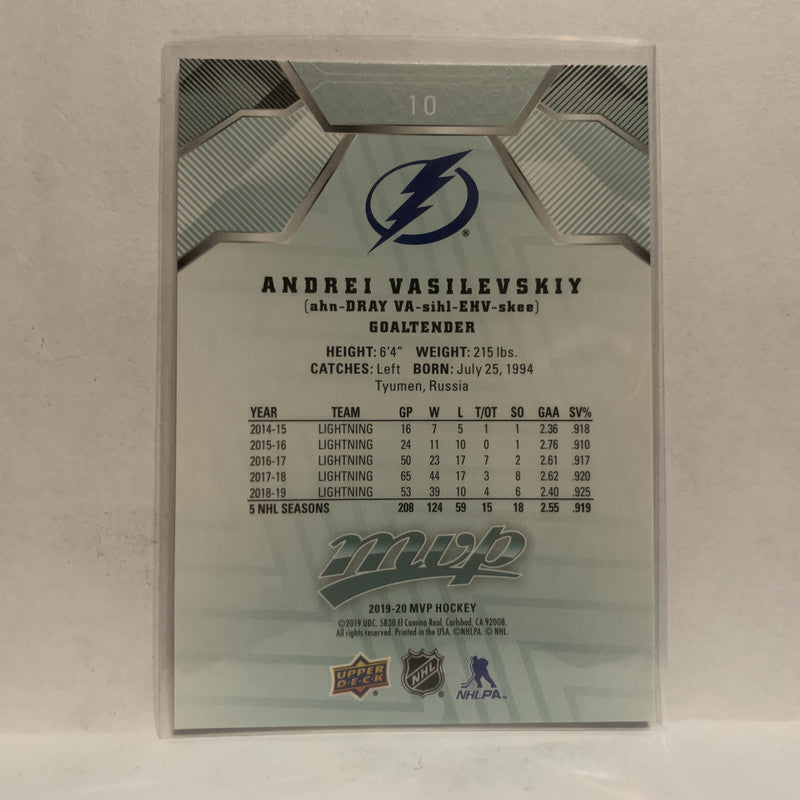 10
®
ANDREI VASILEVSKIY
(ahn-DRAY VA-sihl-EHV-skee)
GOALTENDER
HEIGHT: 6'4" WEIGHT: 215 lbs.
CATCHES: Left BORN: July 25, 1994
Tyumen, Russia
YEAR TEAM GP W L T/OT SO GAA SV%
2014-15 LIGHTNING 16 7 5 1 1 2.36 .918
2015-16 LIGHTNING 24 11 10 0 1 2.76 .910
2016-17 LIGHTNING 50 23 17 7 2 2.61 .917
2017-18 LIGHTNING 65 44 17 3 8 2.62 .920
2018-19 LIGHTNING 53 39 10 4 6 2.40 .925
5 NHL SEASONS 208 124 59 15 18 2.55 .919
mvp
2019-20 MVP HOCKEY
©2019 UDC. 5830 El Camino Real, Carlsbad, CA 92008.
All rights reserved. Printed in the USA. ©NHLPA. © NHL.
UPPER DECK® NHL® NHLPA™